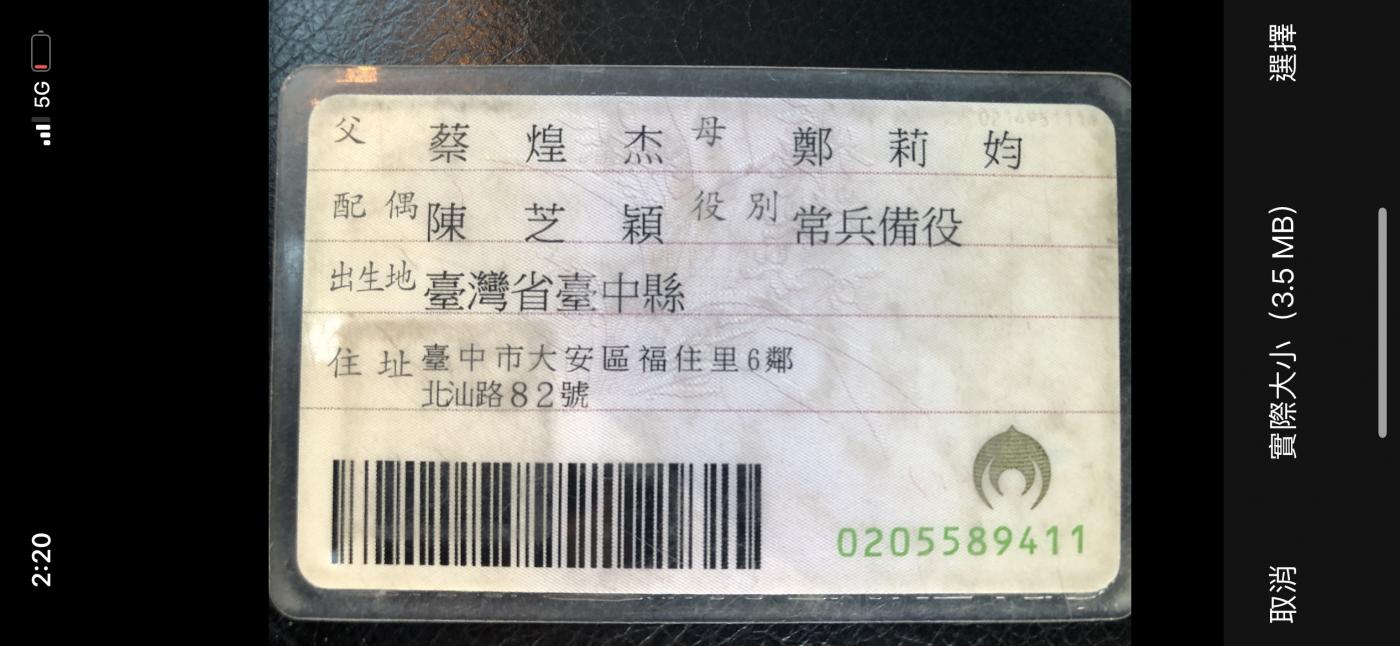 父 蔡煌杰 母 鄭莉妁
配偶 陳芝穎 役別 常兵備役
出生地 臺灣省臺中縣
住址 臺中市大安區福住里6鄰
北汕路82號
0205589411
2:20
5G
取消
實際大小（3.5 MB）
選擇